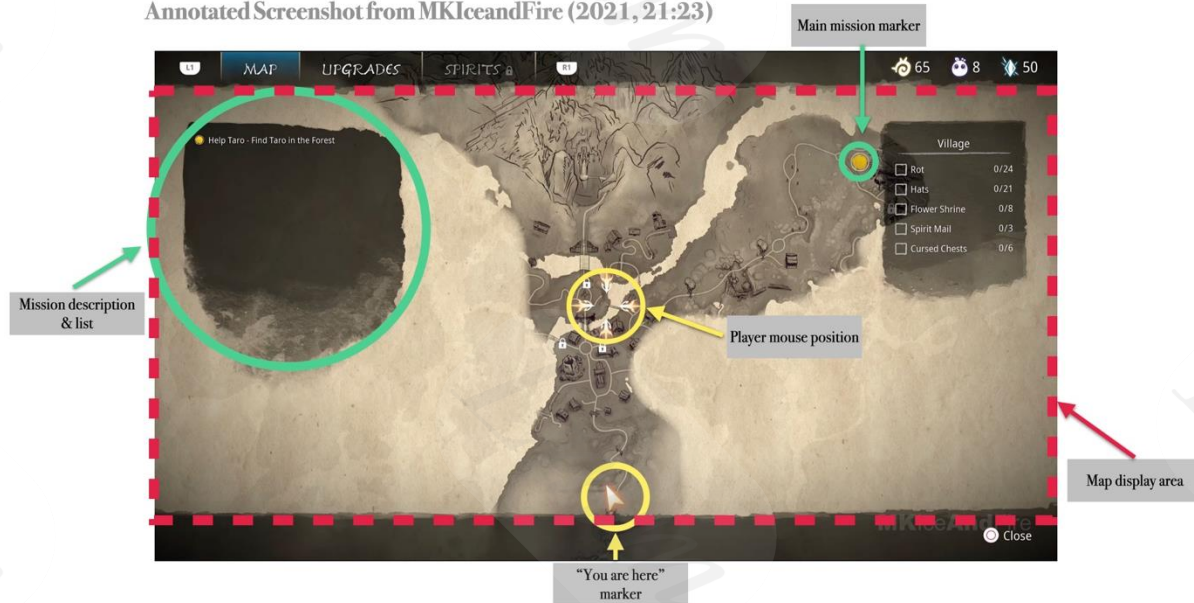 Annotated Screenshot from MKIceandFire (2021, 21:23)
Main mission marker
L1 MAP UPGRADES SPIRITS R1 65 8 50
Help Taro - Find Taro in the Forest
Village
Rot 0/24
Hats 0/21
Flower Shrine 0/8
Spirit Mail 0/3
Cursed Chests 0/6
Mission description
& list
Player mouse position
Map display area
MKIceAndFire
Close
“You are here”
marker